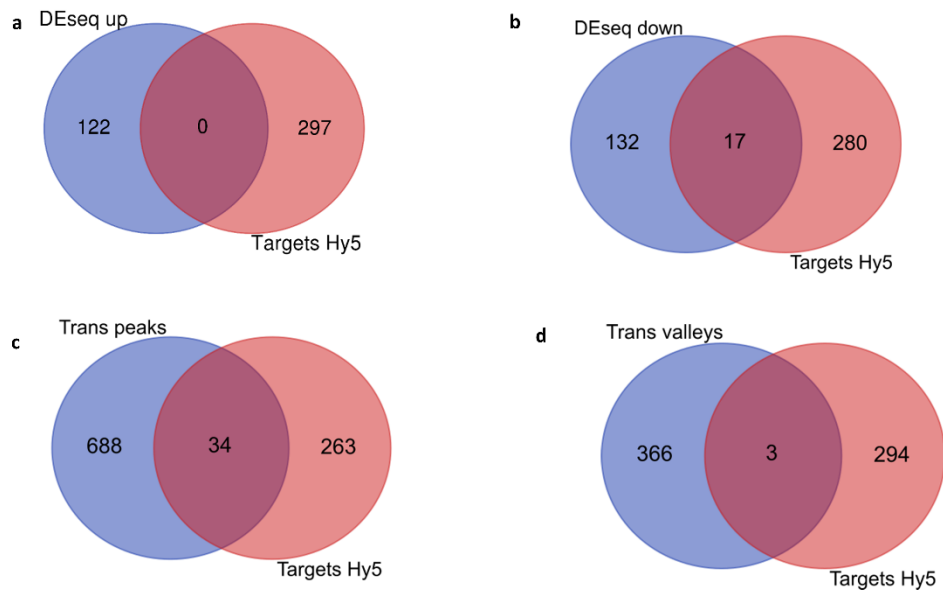 a
DEseq up
122
0
297
Targets Hy5
b
DEseq down
132
17
280
Targets Hy5
c
Trans peaks
688
34
263
Targets Hy5
d
Trans valleys
366
3
294
Targets Hy5